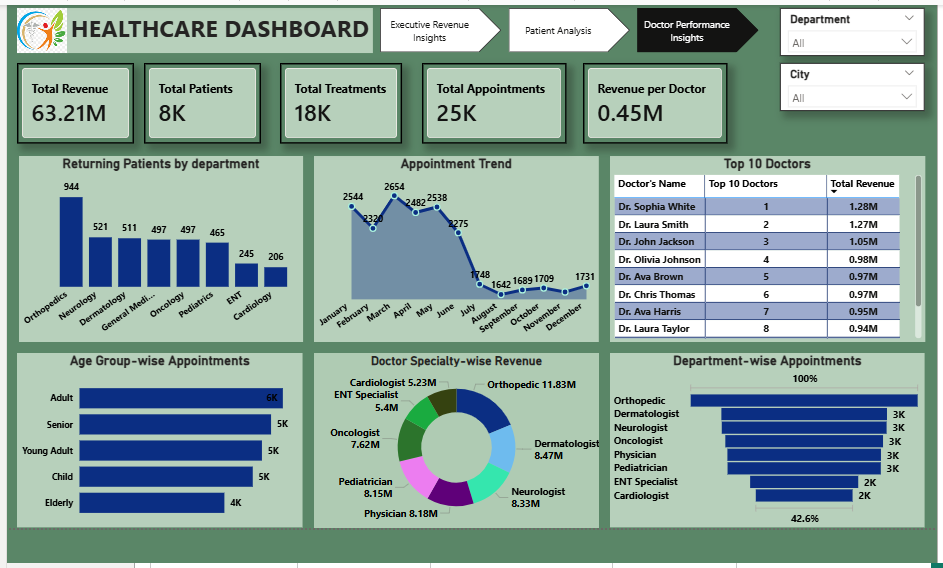 HEALTHCARE DASHBOARD
Executive Revenue
Insights
Patient Analysis
Doctor Performance
Insights
Department
All
City
All
Total Revenue
63.21M
Total Patients
8K
Total Treatments
18K
Total Appointments
25K
Revenue per Doctor
0.45M
Returning Patients by department
944
521
511
497
497
465
245
206
Orthopedics
Neurology
Dermatology
General Medi...
Oncology
Pediatrics
ENT
Cardiology
Appointment Trend
2544
2320
2654
2482
2538
2275
1748
1642
1689
1709
1731
January
February
March
April
May
June
July
August
September
October
November
December
Top 10 Doctors
Doctor's Name Top 10 Doctors Total Revenue
Dr. Sophia White 1 1.28M
Dr. Laura Smith 2 1.27M
Dr. John Jackson 3 1.05M
Dr. Olivia Johnson 4 0.98M
Dr. Ava Brown 5 0.97M
Dr. Chris Thomas 6 0.97M
Dr. Ava Harris 7 0.95M
Dr. Laura Taylor 8 0.94M
Age Group-wise Appointments
Adult 6K
Senior 5K
Young Adult 5K
Child 5K
Elderly 4K
Doctor Specialty-wise Revenue
Cardiologist 5.23M
ENT Specialist
5.4M
Oncologist
7.62M
Pediatrician
8.15M
Physician 8.18M
Orthopedic 11.83M
Dermatologist
8.47M
Neurologist
8.33M
Department-wise Appointments
100%
Orthopedic
Dermatologist 3K
Neurologist 3K
Oncologist 3K
Physician 3K
Pediatrician 3K
ENT Specialist 2K
Cardiologist 2K
42.6%